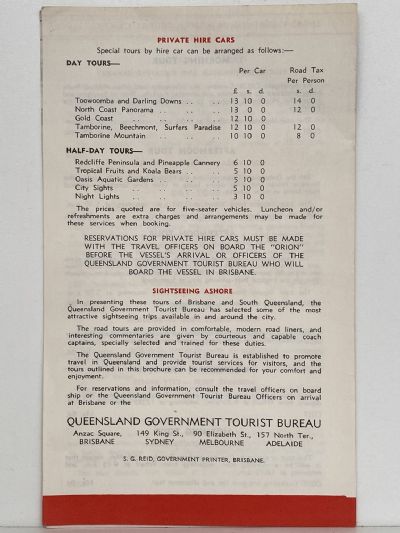 PRIVATE HIRE CARS
Special tours by hire car can be arranged as follows:—
DAY TOURS—
Per Car Road Tax
Per Person
£ s. d. s. d.
Toowoomba and Darling Downs .. .. 13 10 0 14 0
North Coast Panorama .. .. .. 13 0 0 12 0
Gold Coast .. .. .. .. 12 10 0
Tamborine, Beechmont, Surfers Paradise 12 10 0 12 0
Tamborine Mountain .. .. .. 10 10 0 8 0
HALF-DAY TOURS—
Redcliffe Peninsula and Pineapple Cannery 6 10 0
Tropical Fruits and Koala Bears .. .. 5 10 0
Oasis Aquatic Gardens .. .. .. 5 10 0
City Sights .. .. .. .. 5 10 0
Night Lights .. .. .. .. 3 10 0
The prices quoted are for five-seater vehicles. Luncheon and/or
refreshments are extra charges and arrangements may be made for
these services when booking.
RESERVATIONS FOR PRIVATE HIRE CARS MUST BE MADE
WITH THE TRAVEL OFFICERS ON BOARD THE "ORION"
BEFORE THE VESSEL'S ARRIVAL OR OFFICERS OF THE
QUEENSLAND GOVERNMENT TOURIST BUREAU WHO WILL
BOARD THE VESSEL IN BRISBANE.
SIGHTSEEING ASHORE
In presenting these tours of Brisbane and South Queensland, the
Queensland Government Tourist Bureau has selected some of the most
attractive sightseeing trips available in and around the city.
The road tours are provided in comfortable, modern road liners, and
interesting commentaries are given by courteous and capable coach
captains, specially selected and trained for these duties.
The Queensland Government Tourist Bureau is established to promote
travel in Queensland and provide tourist services for visitors, and the
tours outlined in this brochure can be recommended for your comfort and
enjoyment.
For reservations and information, consult the travel officers on board
ship or the Queensland Government Tourist Bureau Officers on arrival
at Brisbane or the
QUEENSLAND GOVERNMENT TOURIST BUREAU
Anzac Square, 149 King St., 90 Elizabeth St., 157 North Ter.,
BRISBANE SYDNEY MELBOURNE ADELAIDE
S. G. REID, GOVERNMENT PRINTER, BRISBANE.